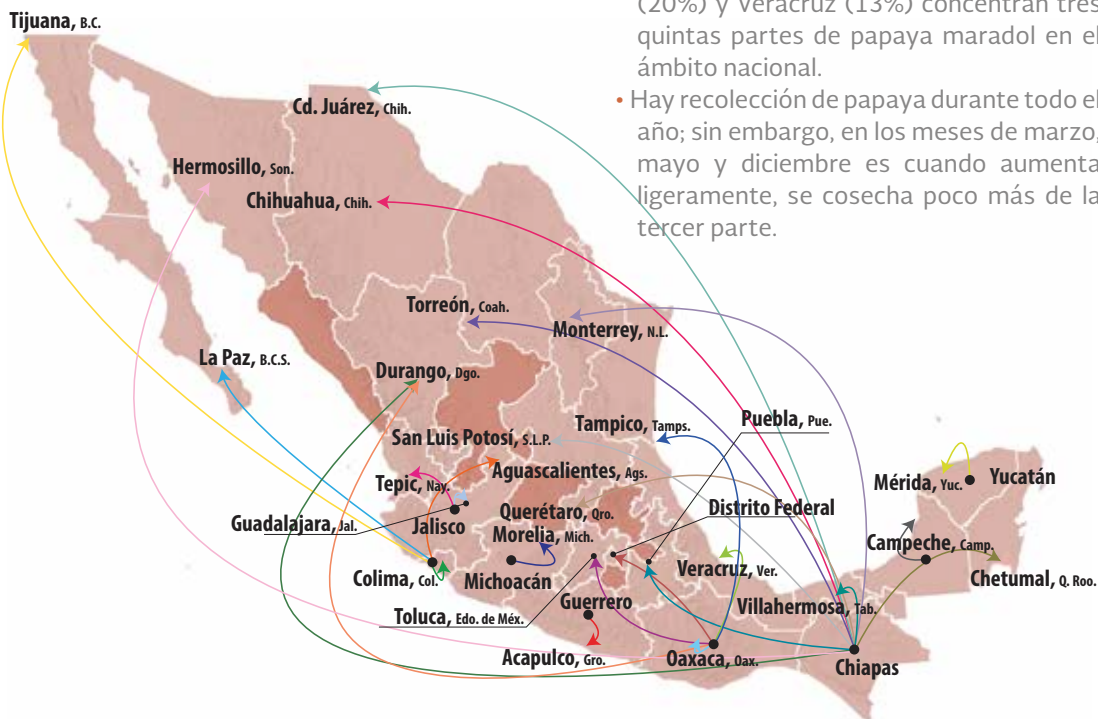 (20%) y Veracruz (13%) concentran tres
quintas partes de papaya maradol en el
ámbito nacional.
• Hay recolección de papaya durante todo el
año; sin embargo, en los meses de marzo,
mayo y diciembre es cuando aumenta
ligeramente, se cosecha poco más de la
tercer parte.
Tijuana, B.C.
Cd. Juárez, Chih.
Hermosillo, Son.
Chihuahua, Chih.
Torreón, Coah.
Monterrey, N.L.
La Paz, B.C.S.
Durango, Dgo.
Tampico, Tamps.
Puebla, Pue.
San Luis Potosí, S.L.P.
Aguascalientes, Ags.
Tepic, Nay.
Mérida, Yuc.
Yucatán
Querétaro, Qro.
Distrito Federal
Guadalajara, Jal.
Jalisco
Morelia, Mich.
Campeche, Camp.
Colima, Col.
Michoacán
Veracruz, Ver.
Chetumal, Q. Roo.
Guerrero
Villahermosa, Tab.
Toluca, Edo. de Méx.
Acapulco, Gro.
Oaxaca, Oax.
Chiapas